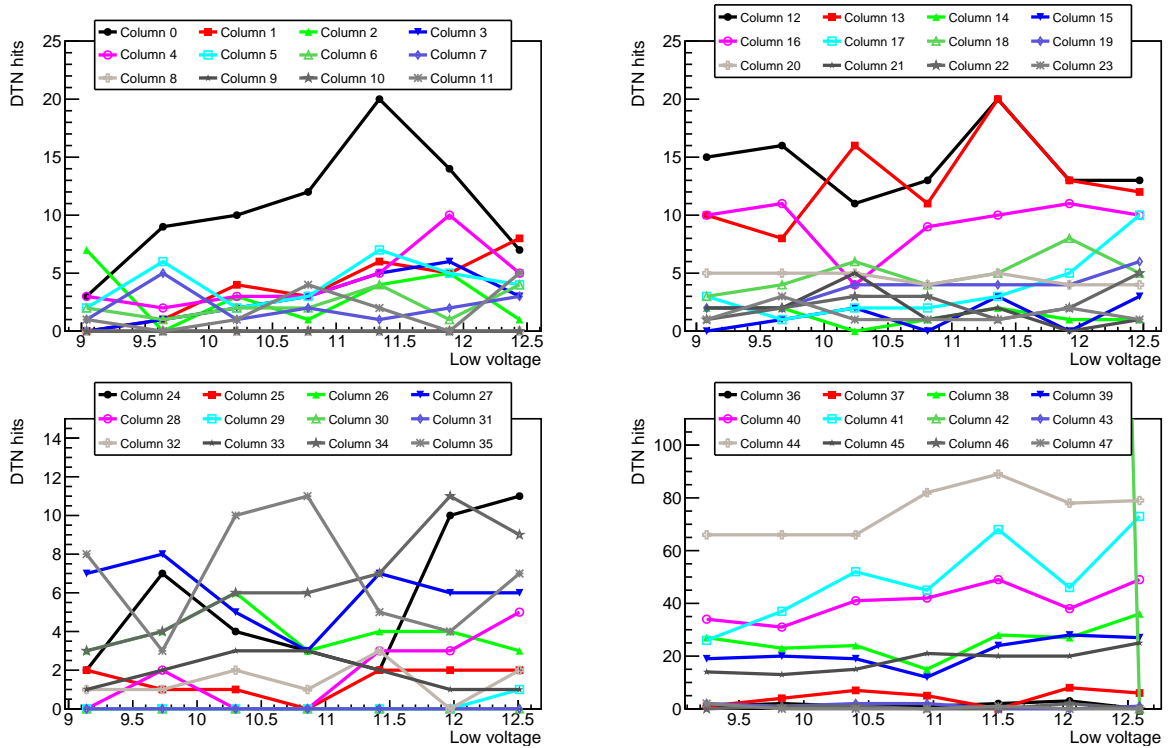 DTN hits
Column 0 Column 1 Column 2 Column 3
Column 4 Column 5 Column 6 Column 7
Column 8 Column 9 Column 10 Column 11
25
20
15
10
5
0
9 9.5 10 10.5 11 11.5 12 12.5
Low voltage
DTN hits
Column 12 Column 13 Column 14 Column 15
Column 16 Column 17 Column 18 Column 19
Column 20 Column 21 Column 22 Column 23
25
20
15
10
5
0
9 9.5 10 10.5 11 11.5 12 12.5
Low voltage
DTN hits
Column 24 Column 25 Column 26 Column 27
Column 28 Column 29 Column 30 Column 31
Column 32 Column 33 Column 34 Column 35
14
12
10
8
6
4
2
0
9 9.5 10 10.5 11 11.5 12 12.5
Low voltage
DTN hits
Column 36 Column 37 Column 38 Column 39
Column 40 Column 41 Column 42 Column 43
Column 44 Column 45 Column 46 Column 47
100
80
60
40
20
0
9.5 10 10.5 11 11.5 12 12.5
Low voltage